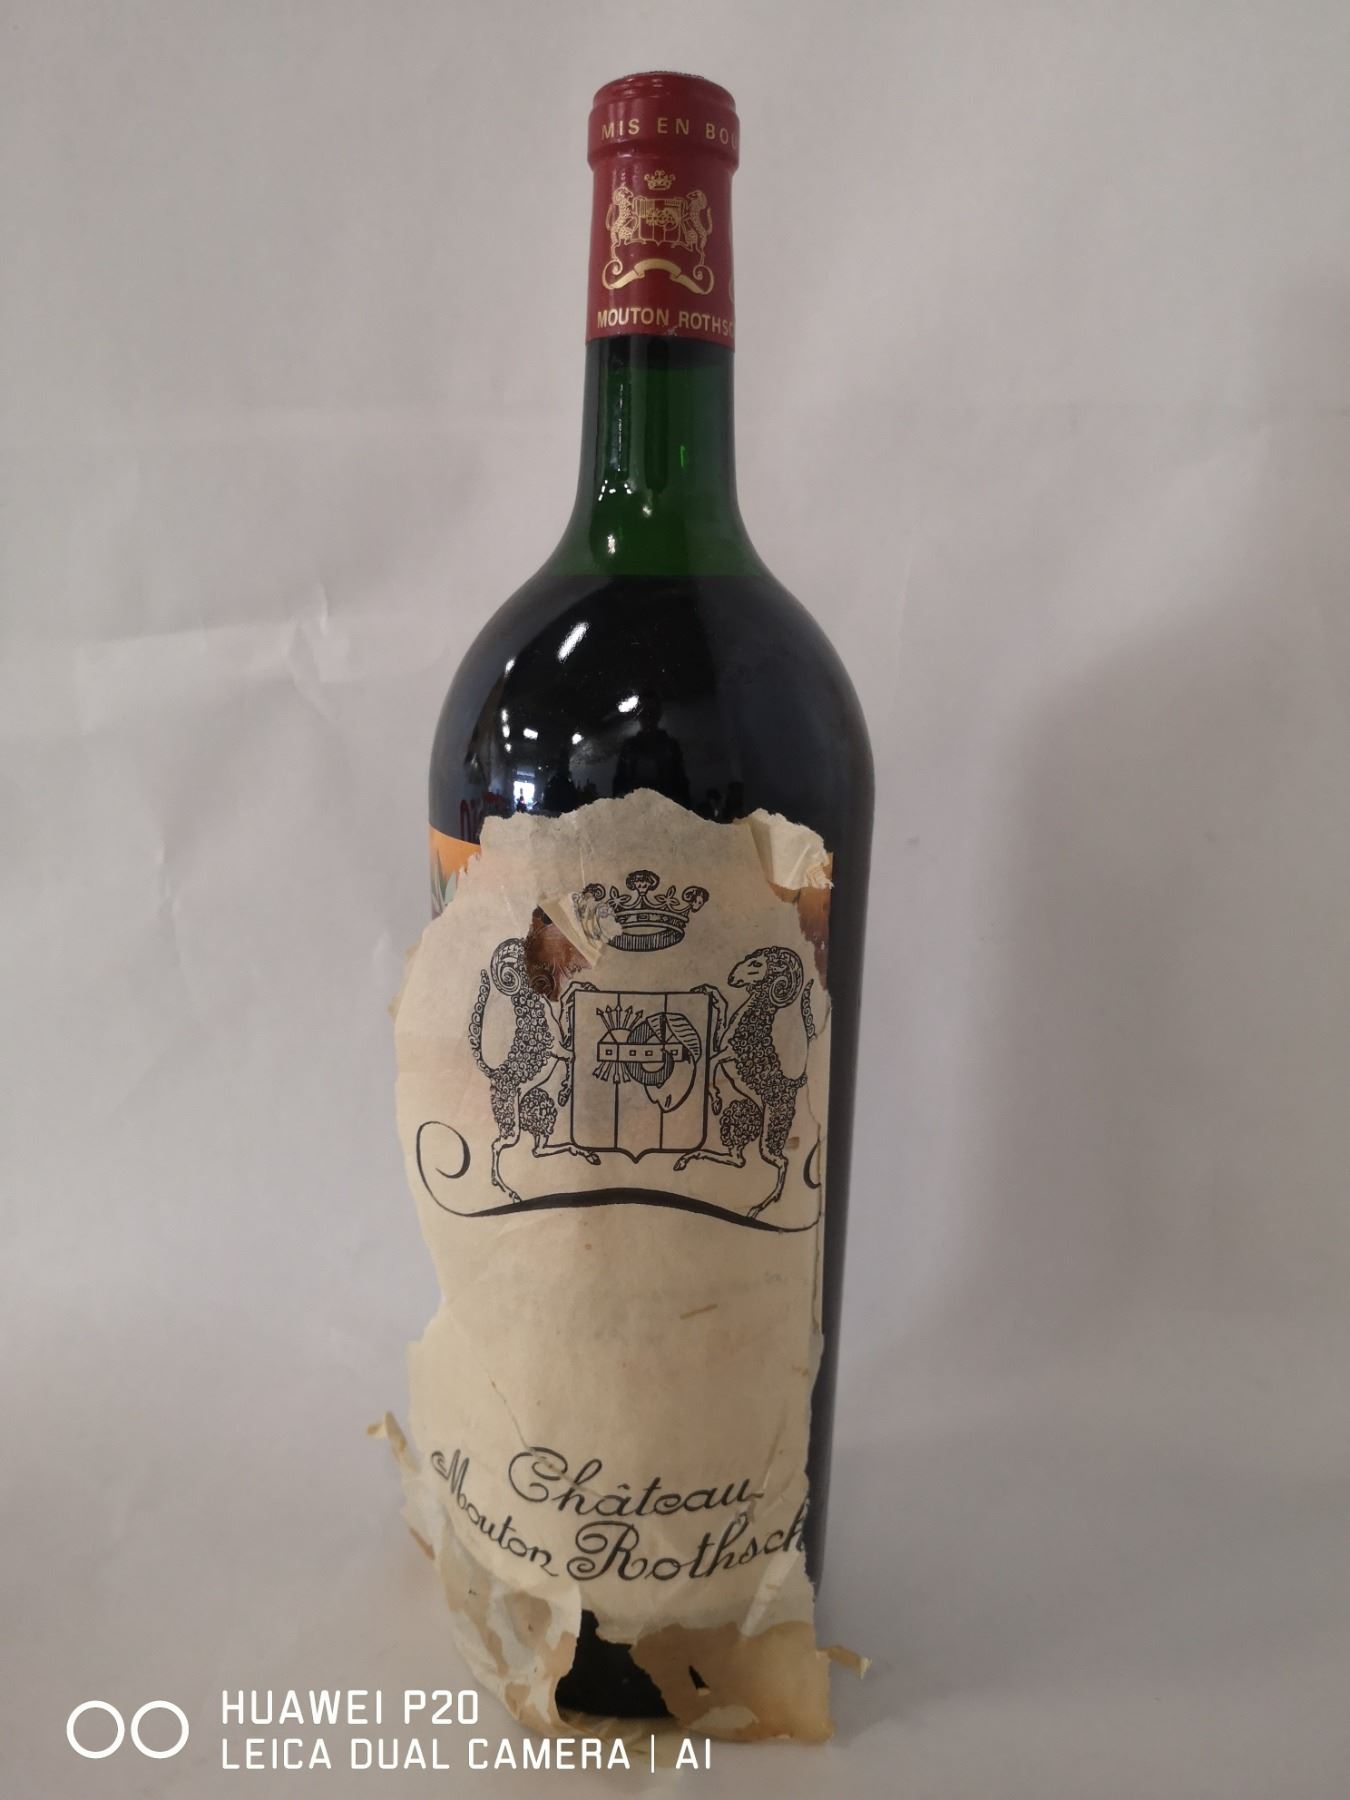 MIS EN BOU
MOUTON ROTHSC
Château
Mouton Rothsch
HUAWEI P20
LEICA DUAL CAMERA | AI